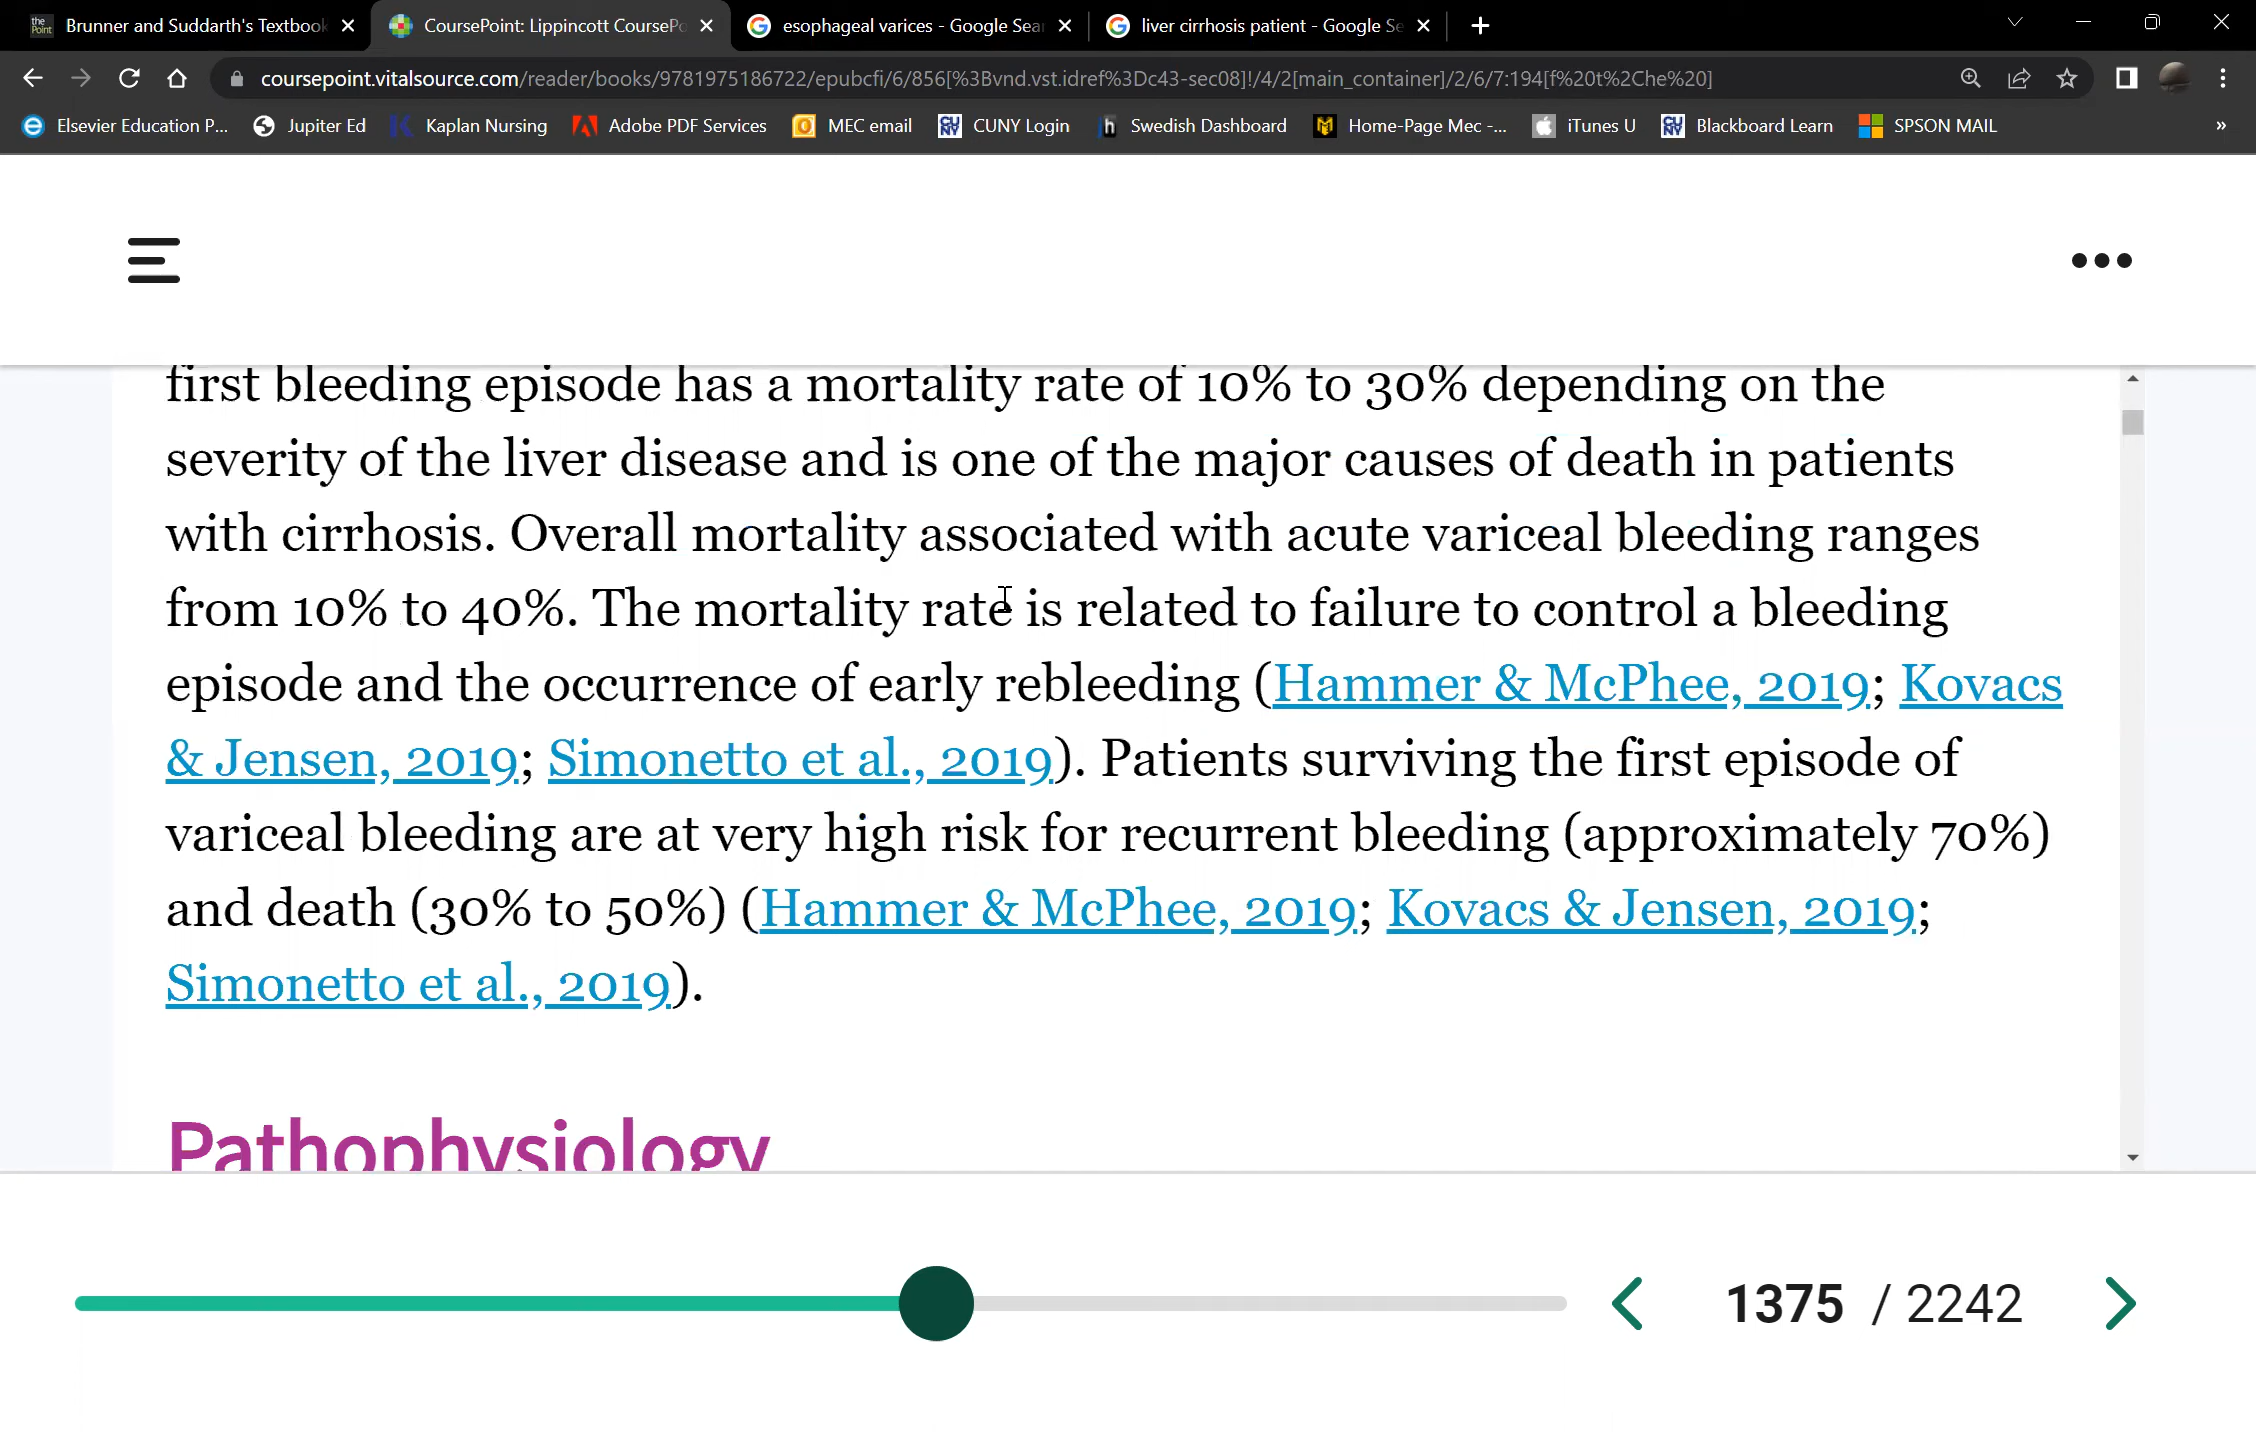 the Point
Brunner and Suddarth's Textbook
CoursePoint: Lippincott CoursePo
esophageal varices - Google Sear
liver cirrhosis patient - Google Se
coursepoint.vitalsource.com/reader/books/9781975186722/epubcfi/6/856[%3Bvnd.vst.idref%3Dc43-sec08]!/4/2[main_container]/2/6/7:194[f%20t%2Che%20]
Elsevier Education P...
Jupiter Ed
Kaplan Nursing
Adobe PDF Services
MEC email
CUNY Login
Swedish Dashboard
Home-Page Mec -...
iTunes U
Blackboard Learn
SPSON MAIL
first bleeding episode has a mortality rate of 10% to 30% depending on the
severity of the liver disease and is one of the major causes of death in patients
with cirrhosis. Overall mortality associated with acute variceal bleeding ranges
from 10% to 40%. The mortality rate is related to failure to control a bleeding
episode and the occurrence of early rebleeding (Hammer & McPhee, 2019; Kovacs
& Jensen, 2019; Simonetto et al., 2019). Patients surviving the first episode of
variceal bleeding are at very high risk for recurrent bleeding (approximately 70%)
and death (30% to 50%) (Hammer & McPhee, 2019; Kovacs & Jensen, 2019;
Simonetto et al., 2019).
Pathophysiology
1375 / 2242